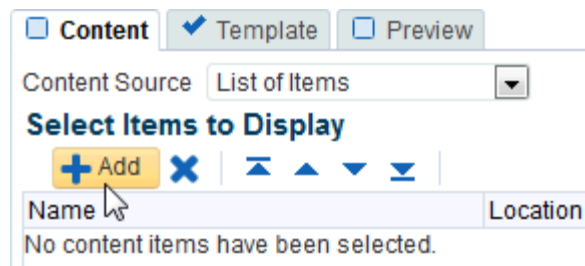 Content Template Preview
Content Source List of Items
Select Items to Display
Add
Name Location
No content items have been selected.